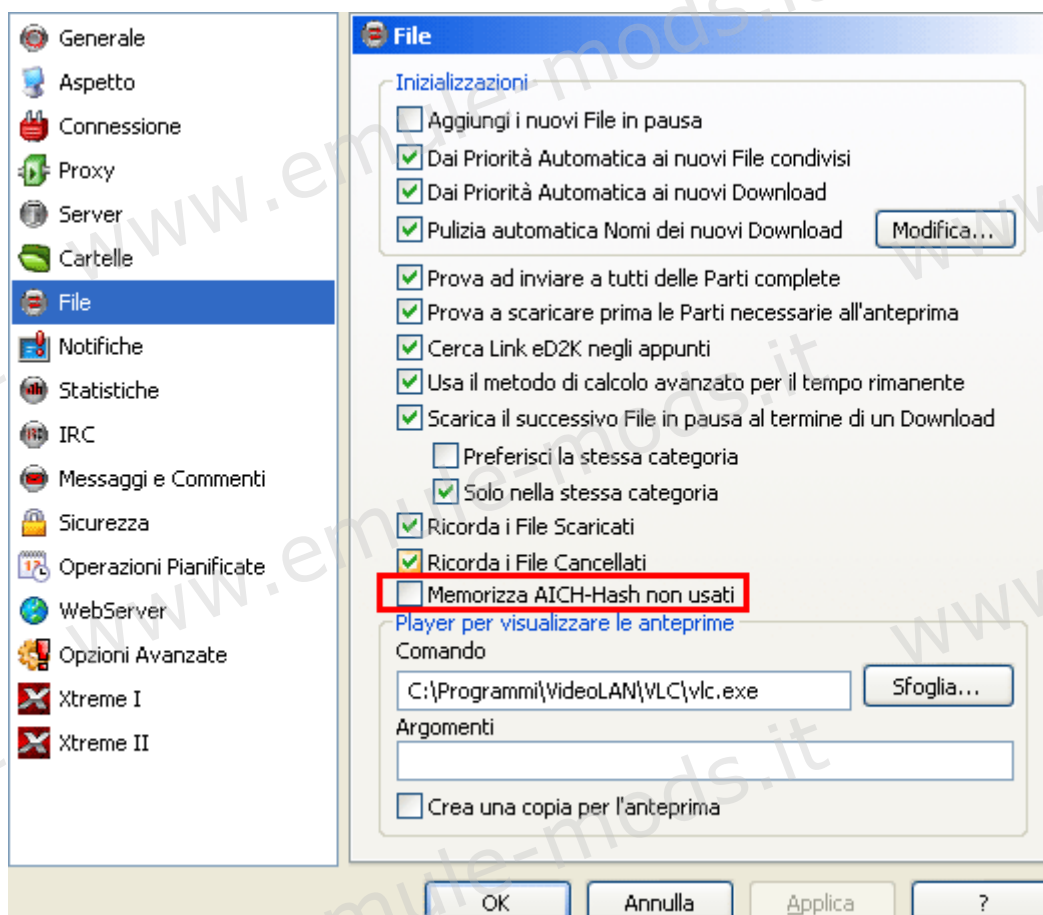 Generale
Aspetto
Connessione
Proxy
Server
Cartelle
File
Notifiche
Statistiche
IRC
Messaggi e Commenti
Sicurezza
Operazioni Pianificate
WebServer
Opzioni Avanzate
Xtreme I
Xtreme II
File
Inizializzazioni
Aggiungi i nuovi File in pausa
Dai Priorità Automatica ai nuovi File condivisi
Dai Priorità Automatica ai nuovi Download
Pulizia automatica Nomi dei nuovi Download
Modifica...
Prova ad inviare a tutti delle Parti complete
Prova a scaricare prima le Parti necessarie all'anteprima
Cerca Link eD2K negli appunti
Usa il metodo di calcolo avanzato per il tempo rimanente
Scarica il successivo File in pausa al termine di un Download
Preferisci la stessa categoria
Solo nella stessa categoria
Ricorda i File Scaricati
Ricorda i File Cancellati
Memorizza AICH-Hash non usati
Player per visualizzare le anteprime
Comando
C:\Programmi\VideoLAN\VLC\vlc.exe
Sfoglia...
Argomenti
Crea una copia per l'anteprima
OK
Annulla
Applica
?
www.emule-mods.it
www.emule-mods.it